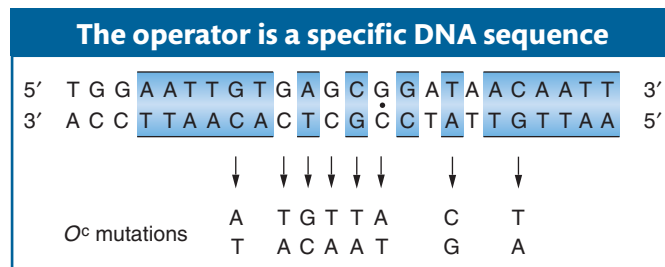 The operator is a specific DNA sequence
5′ T G G A A T T G T G A G C G G A T A A C A A T T 3′
3′ A C C T T A A C A C T C G C C T A T T G T T A A 5′
A T G T T A C T
Oᶜ mutations
T A C A A T G A